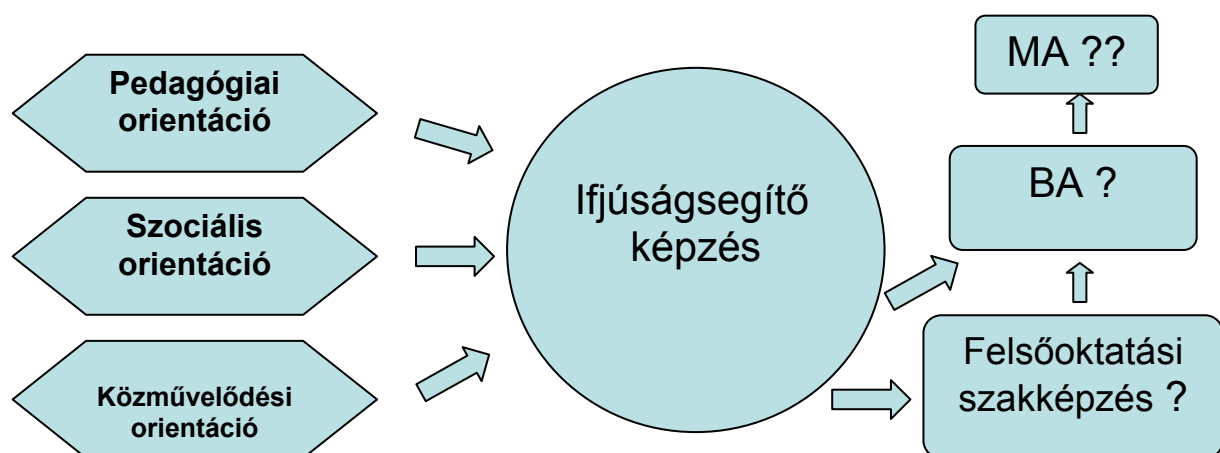 Pedagógiai
orientáció
Szociális
orientáció
Közművelődési
orientáció
Ifjúságsegítő
képzés
MA ??
BA ?
Felsőoktatási
szakképzés ?